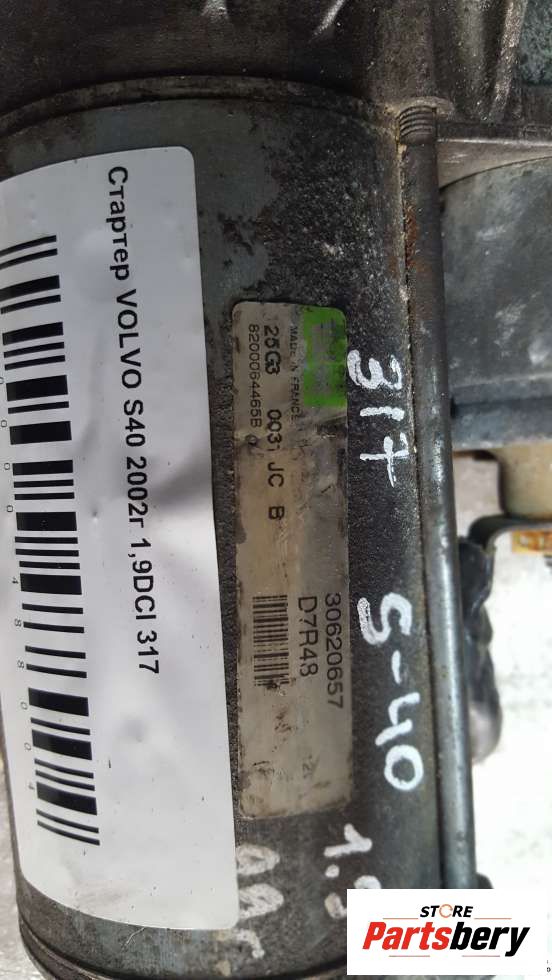 Стартер VOLVO S40 2002г 1,9DCI 317
MADE IN FRANCE
25G3 0031 JC B
8200064465B
30620657
D7R48
317 S-40
STORE
Partsbery